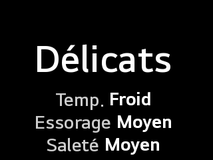 Délicats
Temp. Froid
Essorage Moyen
Saleté Moyen